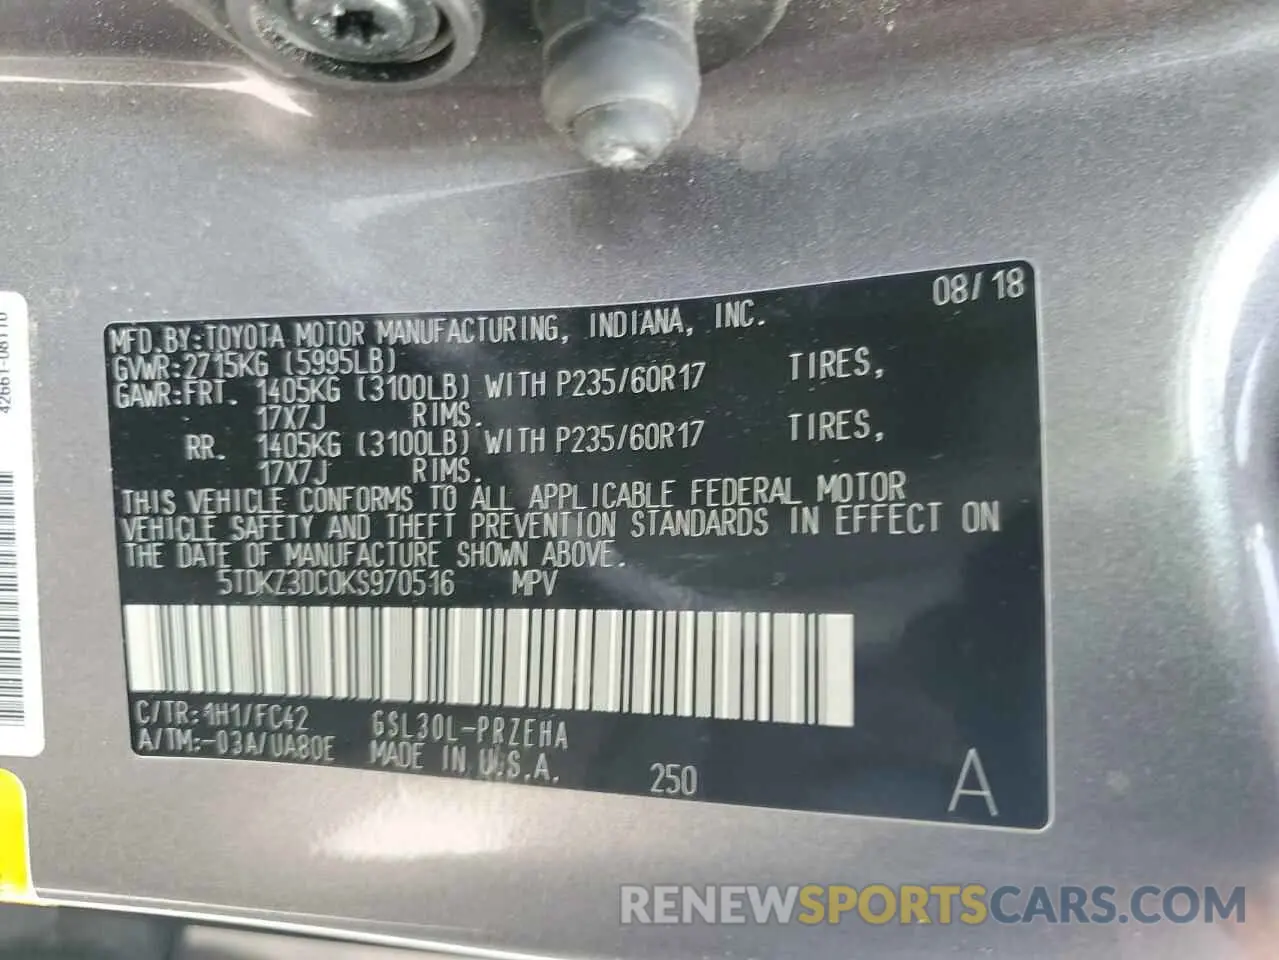 08/18
MFD.BY:TOYOTA MOTOR MANUFACTURING, INDIANA, INC.
GVWR:2715KG (5995LB)
GAWR:FRT. 1405KG (3100LB) WITH P235/60R17 TIRES,
17X7J RIMS.
RR. 1405KG (3100LB) WITH P235/60R17 TIRES,
17X7J RIMS.
THIS VEHICLE CONFORMS TO ALL APPLICABLE FEDERAL MOTOR
VEHICLE SAFETY AND THEFT PREVENTION STANDARDS IN EFFECT ON
THE DATE OF MANUFACTURE SHOWN ABOVE.
5TDKZ3DC0KS970516 MPV
C/TR:1H1/FC42 GSL30L-PRZEHA
A/TM:-03A/UA80E MADE IN U.S.A. 250 A
42661-08110
RENEWSPORTSCARS.COM